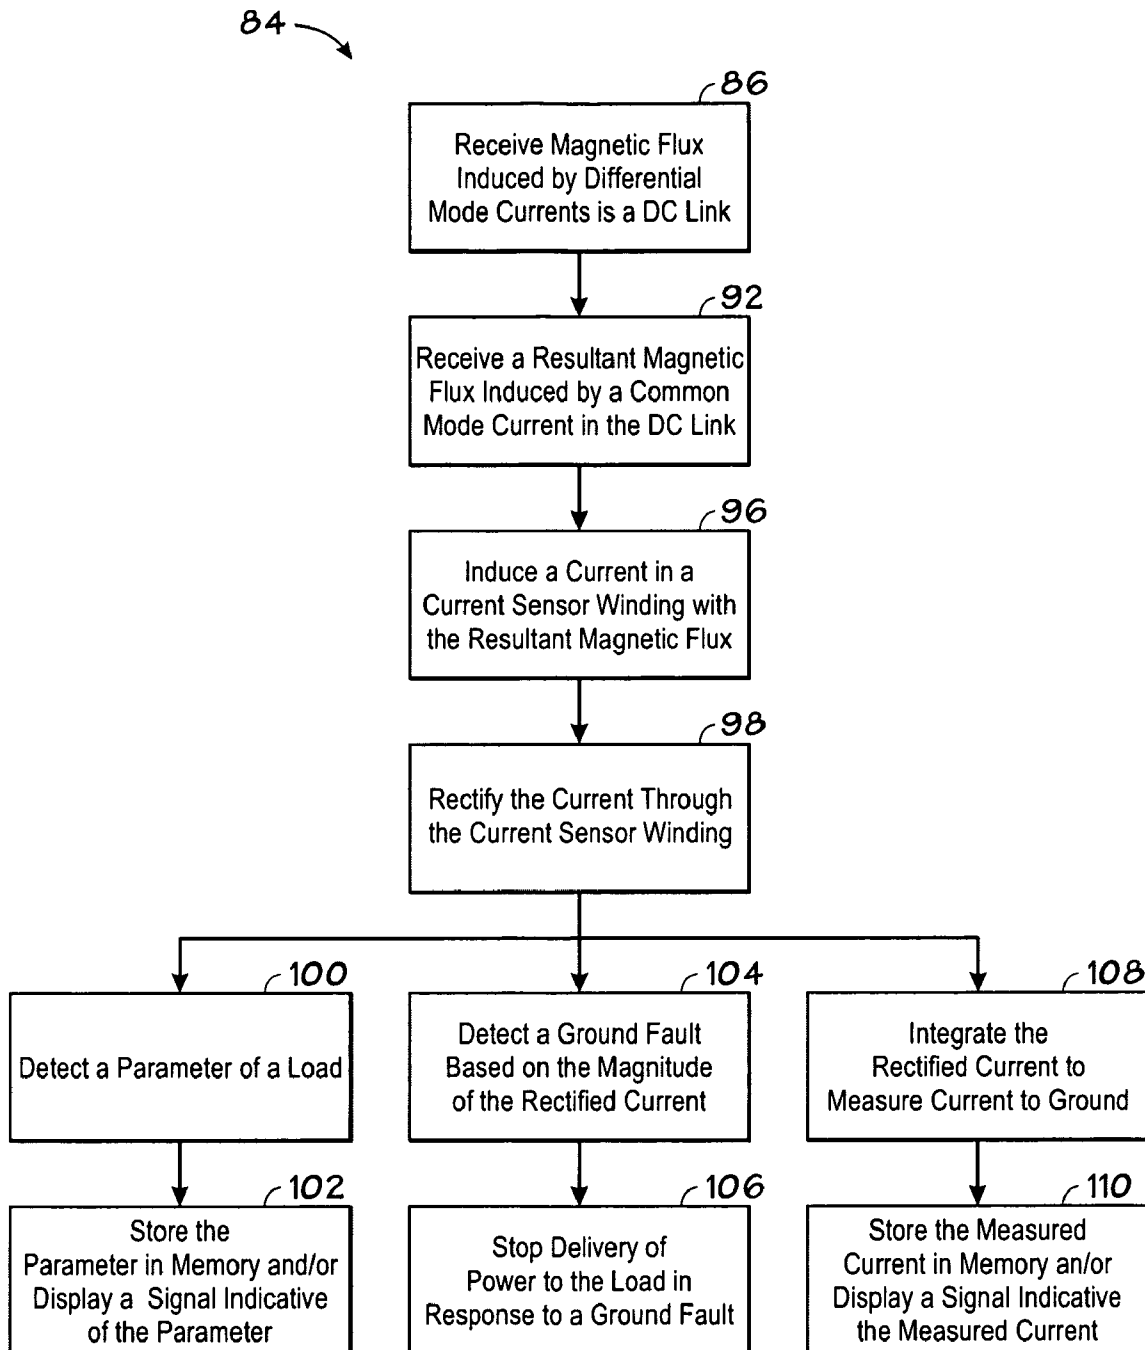 84
86
Receive Magnetic Flux
Induced by Differential
Mode Currents is a DC Link
92
Receive a Resultant Magnetic
Flux Induced by a Common
Mode Current in the DC Link
96
Induce a Current in a
Current Sensor Winding with
the Resultant Magnetic Flux
98
Rectify the Current Through
the Current Sensor Winding
100
Detect a Parameter of a Load
104
Detect a Ground Fault
Based on the Magnitude
of the Rectified Current
108
Integrate the
Rectified Current to
Measure Current to Ground
102
Store the
Parameter in Memory and/or
Display a Signal Indicative
of the Parameter
106
Stop Delivery of
Power to the Load in
Response to a Ground Fault
110
Store the Measured
Current in Memory an/or
Display a Signal Indicative
the Measured Current